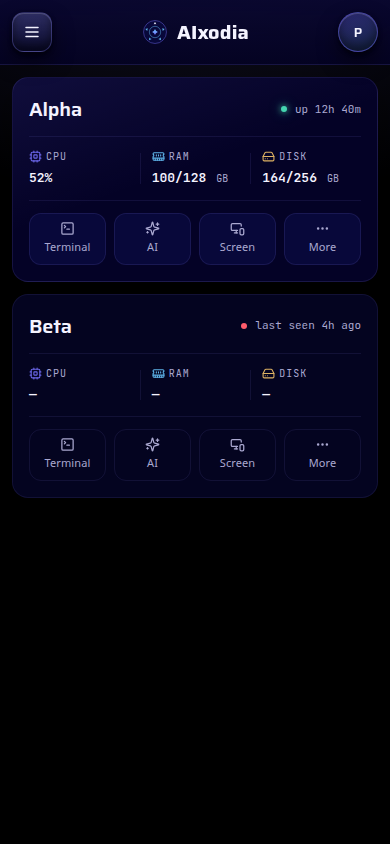 AIxodia
P
Alpha
up 12h 40m
CPU
RAM
DISK
52%
100/128 GB
164/256 GB
Terminal
AI
Screen
More
Beta
last seen 4h ago
CPU
RAM
DISK
—
—
—
Terminal
AI
Screen
More